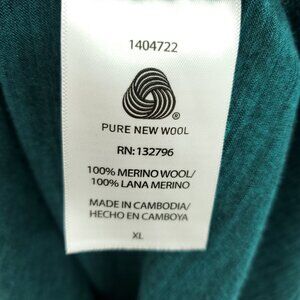 1404722
®
PURE NEW WOOL
RN: 132796
100% MERINO WOOL/
100% LANA MERINO
MADE IN CAMBODIA/
HECHO EN CAMBOYA
XL